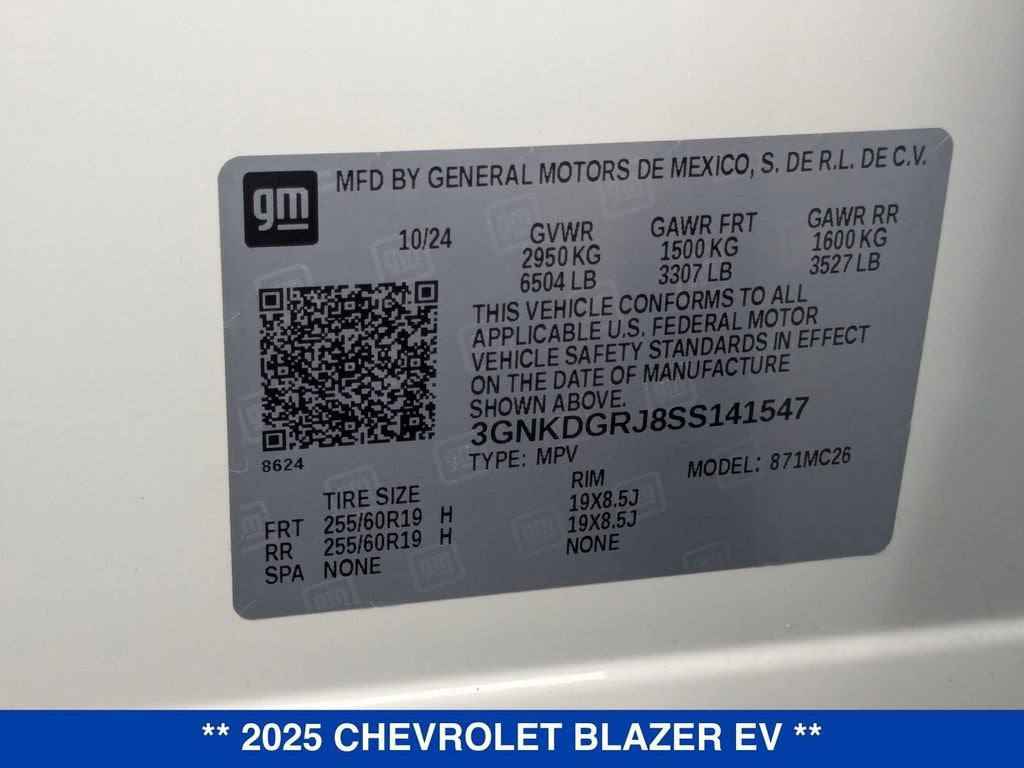 gm
MFD BY GENERAL MOTORS DE MEXICO, S. DE R.L. DE C.V.
10/24
GVWR GAWR FRT GAWR RR
2950 KG 1500 KG 1600 KG
6504 LB 3307 LB 3527 LB
THIS VEHICLE CONFORMS TO ALL
APPLICABLE U.S. FEDERAL MOTOR
VEHICLE SAFETY STANDARDS IN EFFECT
ON THE DATE OF MANUFACTURE
SHOWN ABOVE.
3GNKDGRJ8SS141547
8624
TYPE: MPV MODEL: 871MC26
TIRE SIZE RIM
FRT 255/60R19 H 19X8.5J
RR 255/60R19 H 19X8.5J
SPA NONE NONE
** 2025 CHEVROLET BLAZER EV **